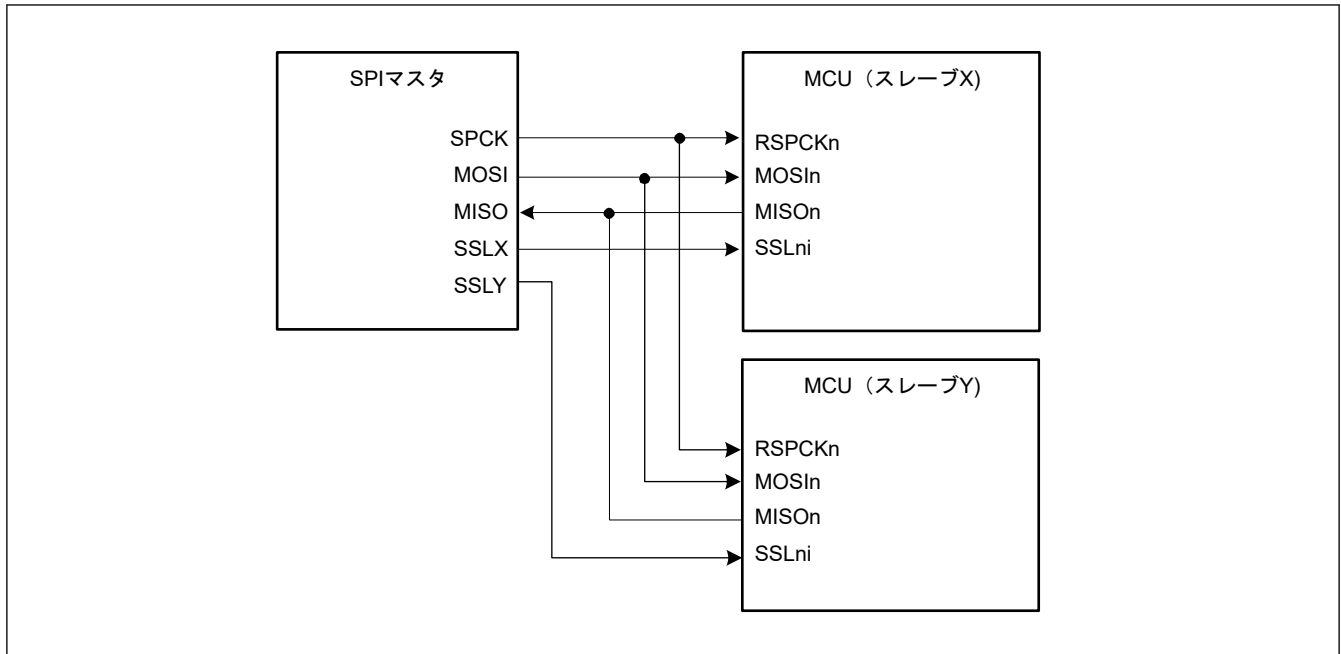 SPIマスタ
SPCK
MOSI
MISO
SSLX
SSLY
MCU（スレーブX)
RSPCKn
MOSIn
MISOn
SSLni
MCU（スレーブY)
RSPCKn
MOSIn
MISOn
SSLni